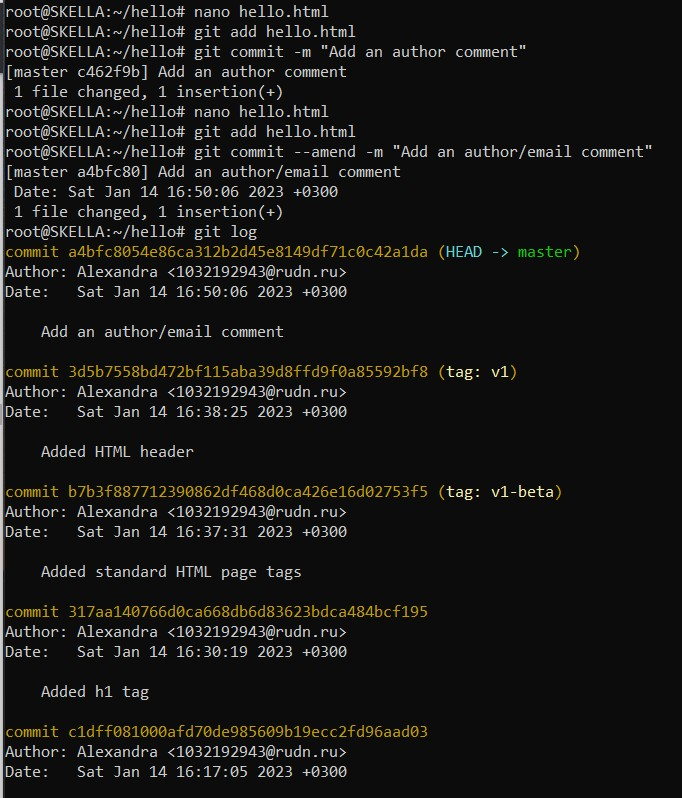 root@SKELLA:~/hello# nano hello.html
root@SKELLA:~/hello# git add hello.html
root@SKELLA:~/hello# git commit -m "Add an author comment"
[master c462f9b] Add an author comment
 1 file changed, 1 insertion(+)
root@SKELLA:~/hello# nano hello.html
root@SKELLA:~/hello# git add hello.html
root@SKELLA:~/hello# git commit --amend -m "Add an author/email comment"
[master a4bfc80] Add an author/email comment
 Date: Sat Jan 14 16:50:06 2023 +0300
 1 file changed, 1 insertion(+)
root@SKELLA:~/hello# git log
commit a4bfc8054e86ca312b2d45e8149df71c0c42a1da (HEAD -> master)
Author: Alexandra <1032192943@rudn.ru>
Date:   Sat Jan 14 16:50:06 2023 +0300

    Add an author/email comment

commit 3d5b7558bd472bf115aba39d8ffd9f0a85592bf8 (tag: v1)
Author: Alexandra <1032192943@rudn.ru>
Date:   Sat Jan 14 16:38:25 2023 +0300

    Added HTML header

commit b7b3f887712390862df468d0ca426e16d02753f5 (tag: v1-beta)
Author: Alexandra <1032192943@rudn.ru>
Date:   Sat Jan 14 16:37:31 2023 +0300

    Added standard HTML page tags

commit 317aa140766d0ca668db6d83623bdca484bcf195
Author: Alexandra <1032192943@rudn.ru>
Date:   Sat Jan 14 16:30:19 2023 +0300

    Added h1 tag

commit c1dff081000afd70de985609b19ecc2fd96aad03
Author: Alexandra <1032192943@rudn.ru>
Date:   Sat Jan 14 16:17:05 2023 +0300